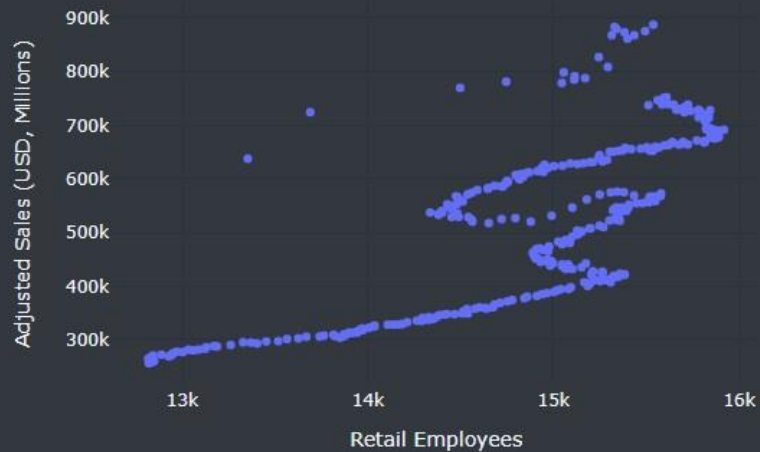 Adjusted Sales (USD, Millions)
900k
800k
700k
600k
500k
400k
300k
13k
14k
15k
16k
Retail Employees